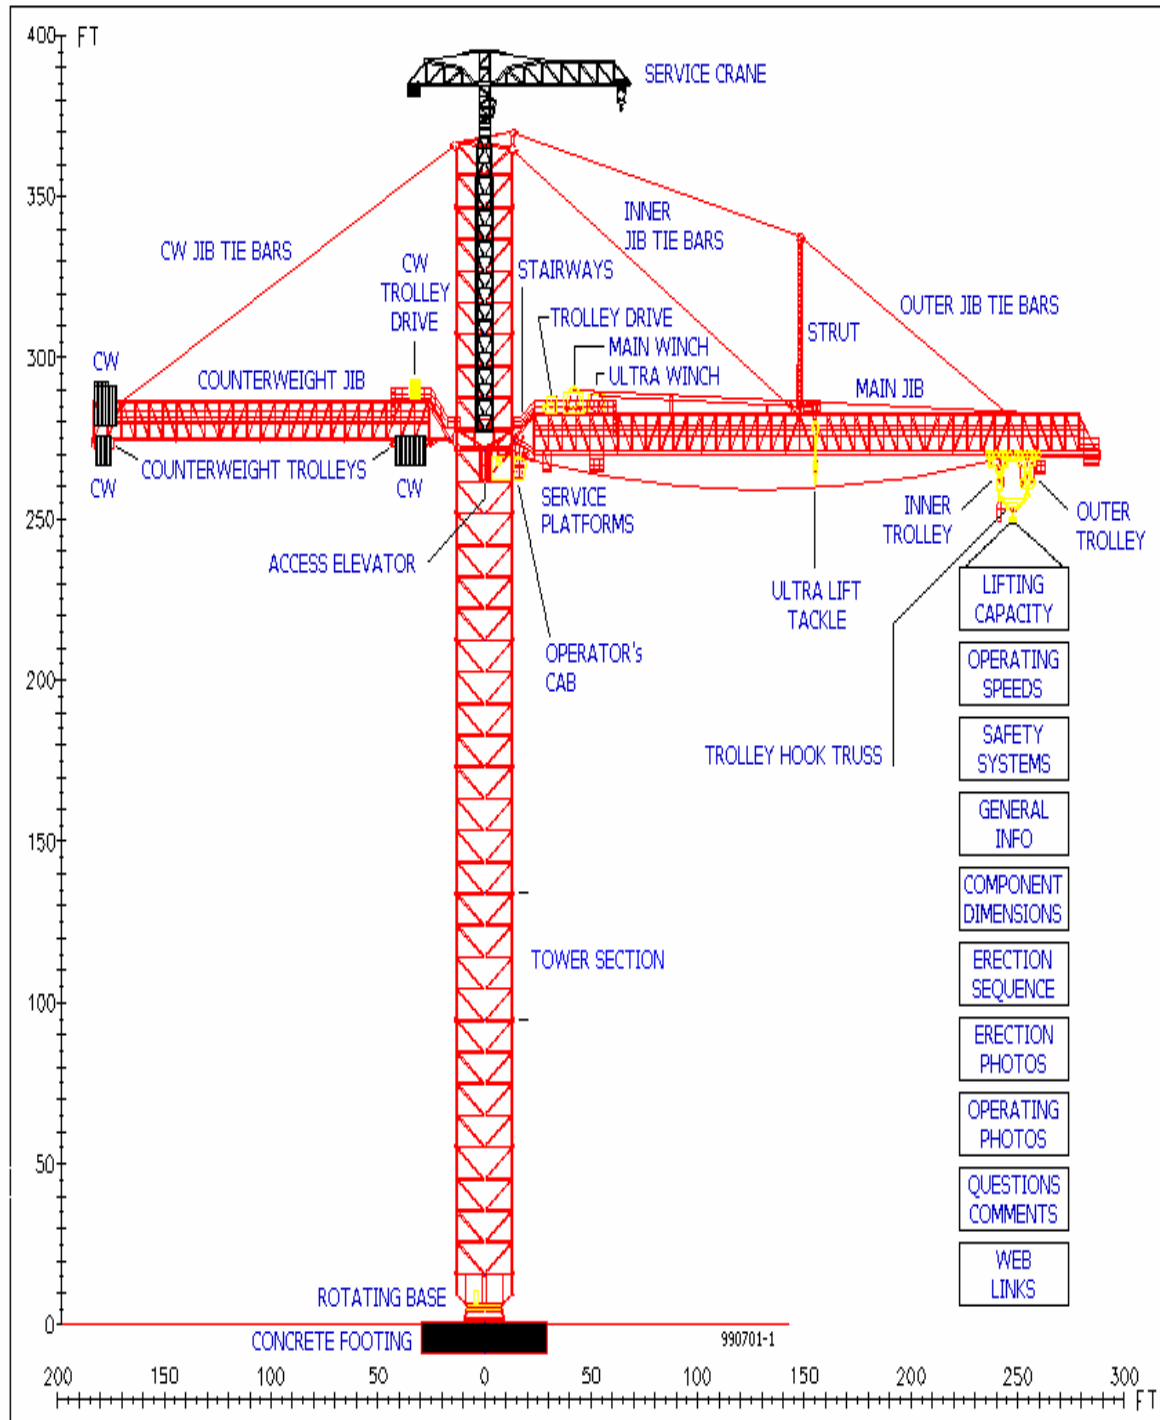 400 FT
SERVICE CRANE
350
INNER
JIB TIE BARS
CW JIB TIE BARS
CW
TROLLEY
DRIVE
STAIRWAYS
OUTER JIB TIE BARS
TROLLEY DRIVE
STRUT
MAIN WINCH
300
CW
ULTRA WINCH
COUNTERWEIGHT JIB
MAIN JIB
COUNTERWEIGHT TROLLEYS
CW
CW
SERVICE
PLATFORMS
INNER
TROLLEY
OUTER
TROLLEY
250
ACCESS ELEVATOR
ULTRA LIFT
TACKLE
LIFTING
CAPACITY
OPERATOR's
CAB
OPERATING
SPEEDS
200
TROLLEY HOOK TRUSS
SAFETY
SYSTEMS
GENERAL
INFO
150
COMPONENT
DIMENSIONS
TOWER SECTION
ERECTION
SEQUENCE
100
ERECTION
PHOTOS
OPERATING
PHOTOS
50
QUESTIONS
COMMENTS
WEB
LINKS
ROTATING BASE
0
CONCRETE FOOTING
990701-1
200 150 100 50 0 50 100 150 200 250 300
FT